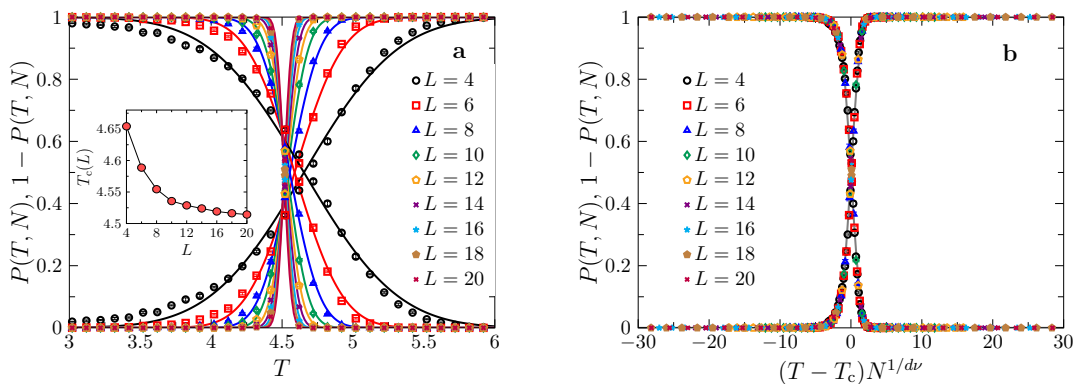 P(T, N), 1 − P(T, N)
1
0.8
0.6
0.4
0.2
0
3
3.5
4
4.5
5
5.5
6
T
a
L = 4
L = 6
L = 8
L = 10
L = 12
L = 14
L = 16
L = 18
L = 20
T_c(L)
4.65
4.6
4.55
4.5
4
8
12
16
20
L
P(T, N), 1 − P(T, N)
1
0.8
0.6
0.4
0.2
0
−30
−20
−10
0
10
20
30
(T − T_c)N^{1/dν}
b
L = 4
L = 6
L = 8
L = 10
L = 12
L = 14
L = 16
L = 18
L = 20